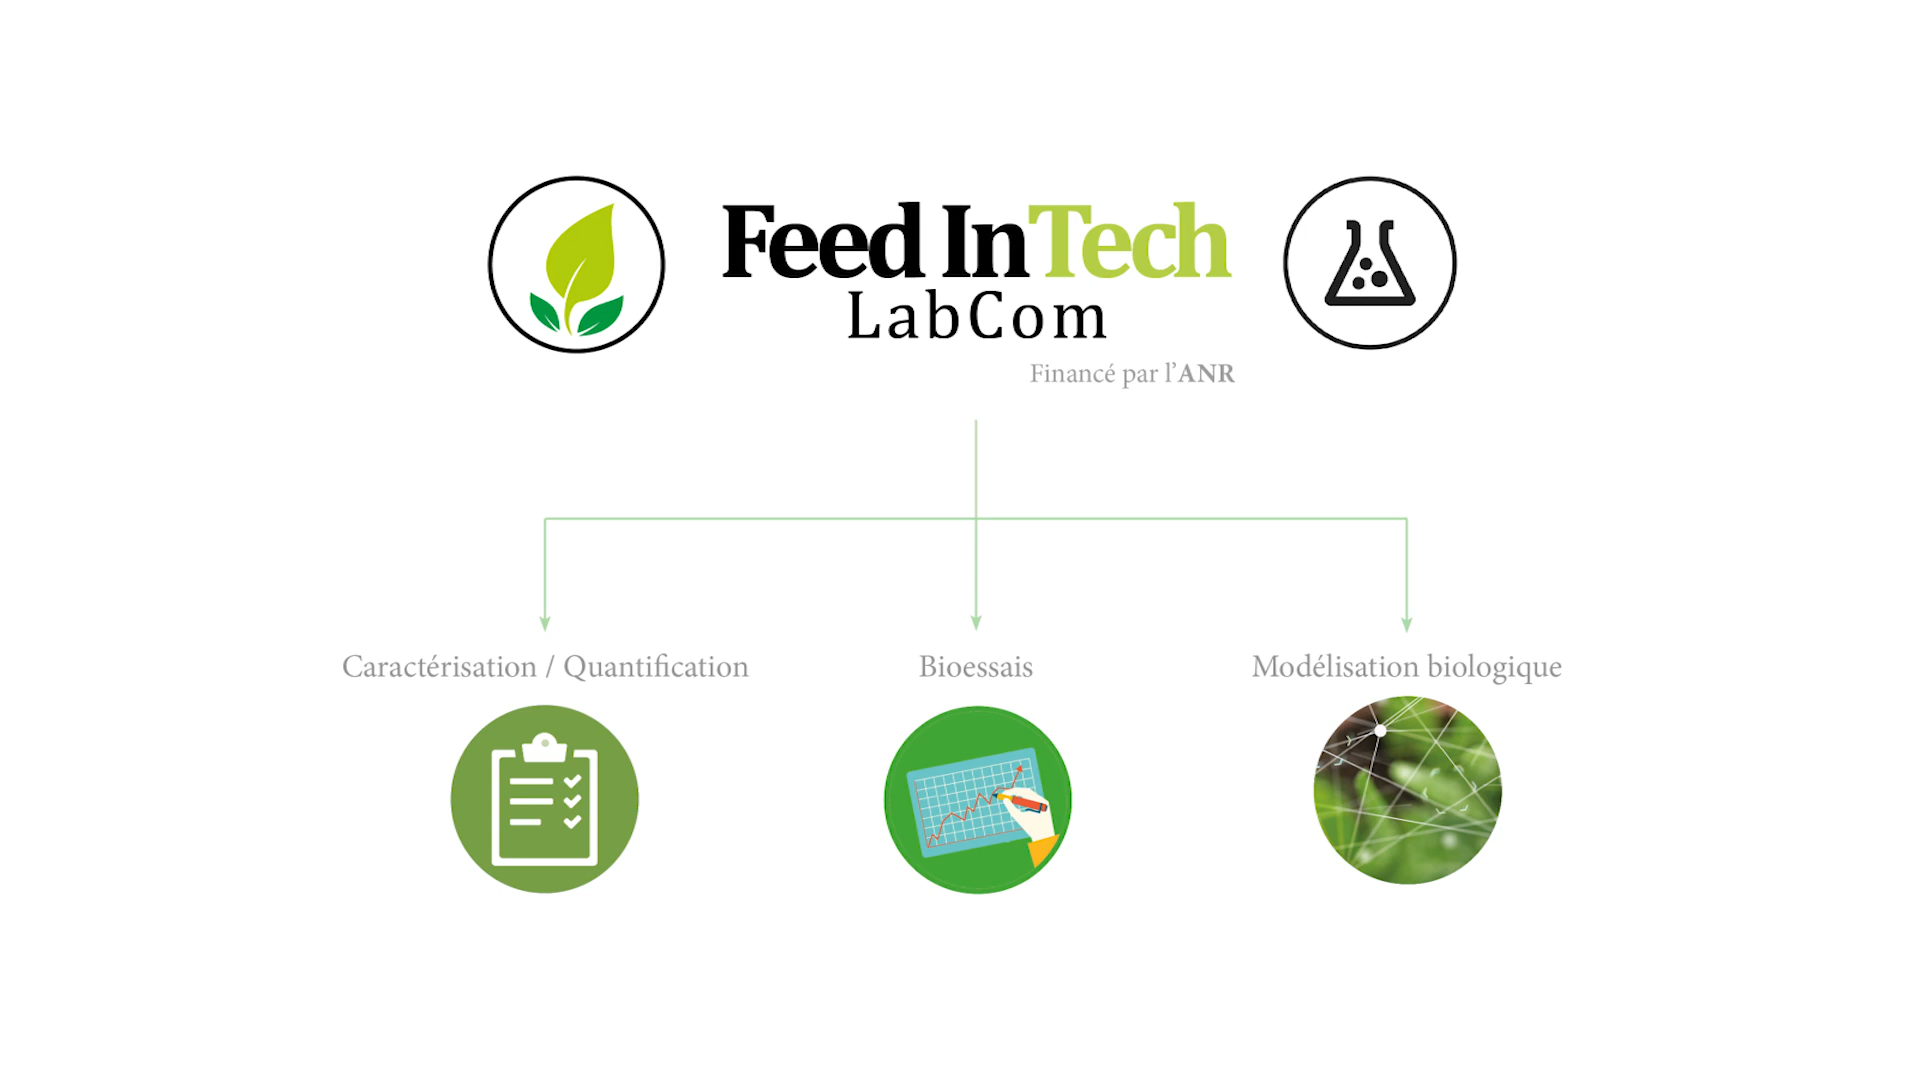 Feed InTech
LabCom
Financé par l'ANR
Caractérisation / Quantification
Bioessais
Modélisation biologique